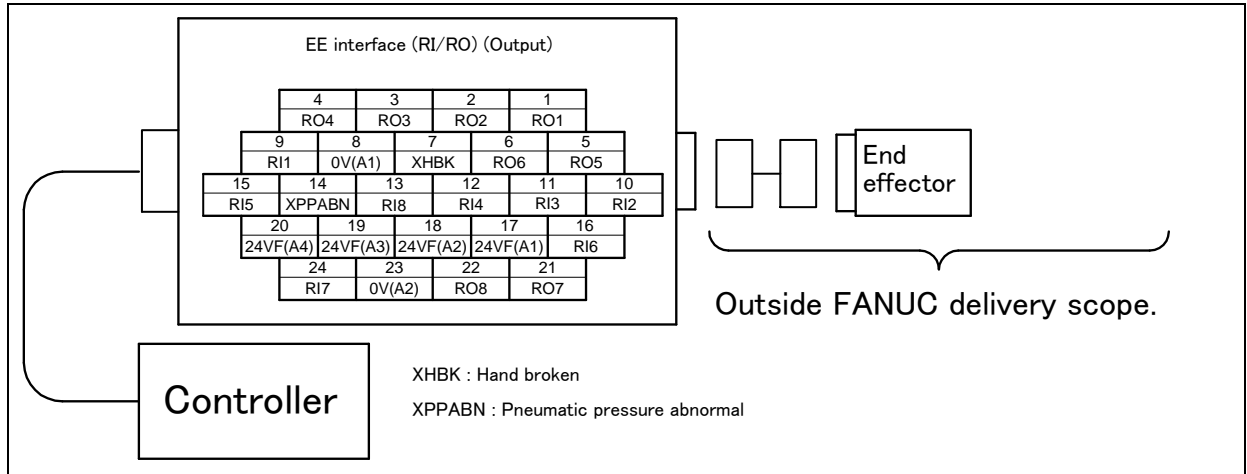 EE interface (RI/RO) (Output)
4 3 2 1
RO4 RO3 RO2 RO1
9 8 7 6 5
RI1 0V(A1) XHBK RO6 RO5
15 14 13 12 11 10
RI5 XPPABN RI8 RI4 RI3 RI2
20 19 18 17 16
24VF(A4) 24VF(A3) 24VF(A2) 24VF(A1) RI6
24 23 22 21
RI7 0V(A2) RO8 RO7
End
effector
Outside FANUC delivery scope.
Controller
XHBK : Hand broken
XPPABN : Pneumatic pressure abnormal